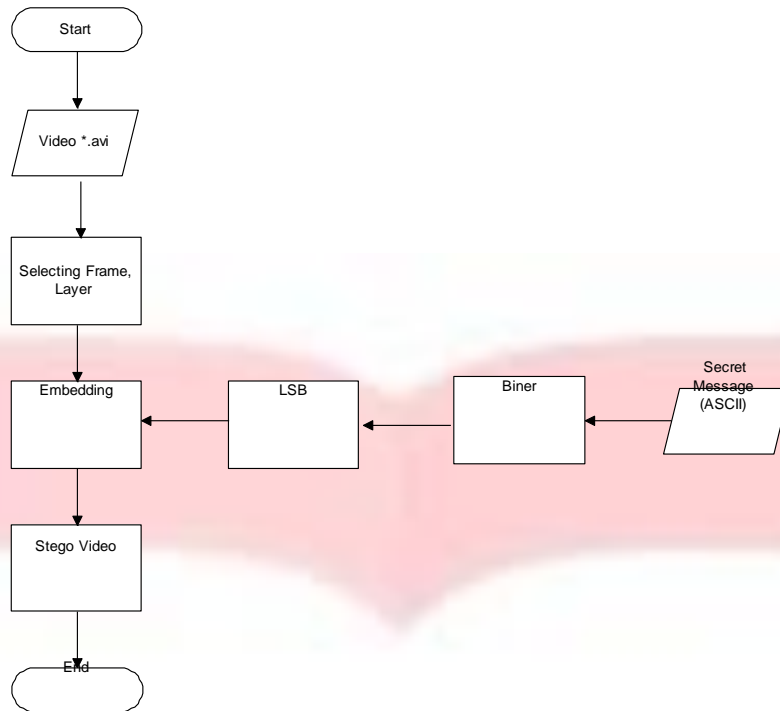 Start
Video *.avi
Selecting Frame,
Layer
Embedding
LSB
Biner
Secret
Message
(ASCII)
Stego Video
End